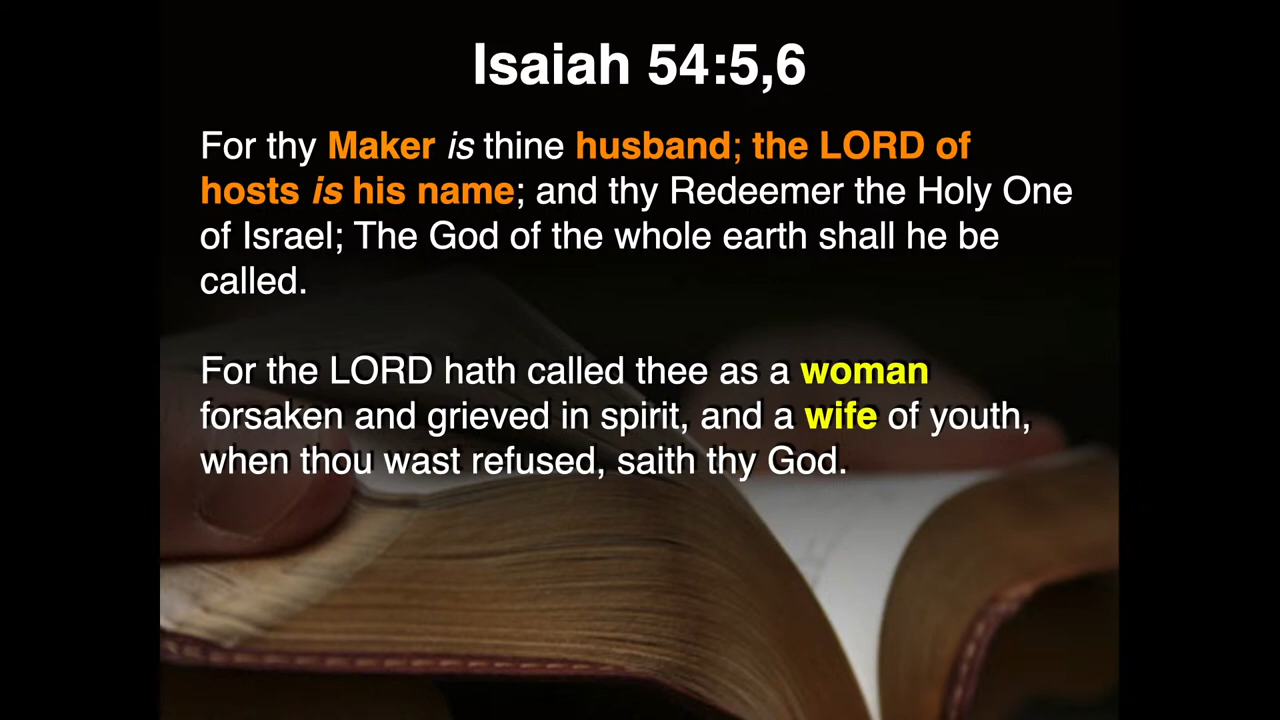 Isaiah 54:5,6
For thy Maker is thine husband; the LORD of
hosts is his name; and thy Redeemer the Holy One
of Israel; The God of the whole earth shall he be
called.
For the LORD hath called thee as a woman
forsaken and grieved in spirit, and a wife of youth,
when thou wast refused, saith thy God.